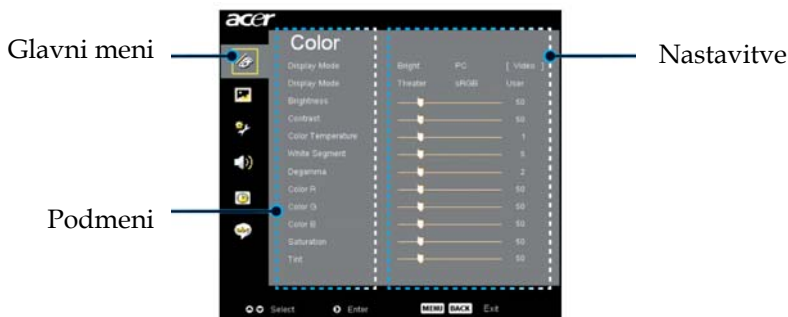 acer
Glavni meni
Color
Nastavitve
Display Mode Bright PC [ Video ]
Display Mode Theater sRGB User
Brightness 50
Contrast 50
Color Temperature 1
White Segment 5
Degamma 2
Color R 50
Color G 50
Podmeni
Color B 50
Saturation 50
Tint 50
Select Enter MENU BACK Exit